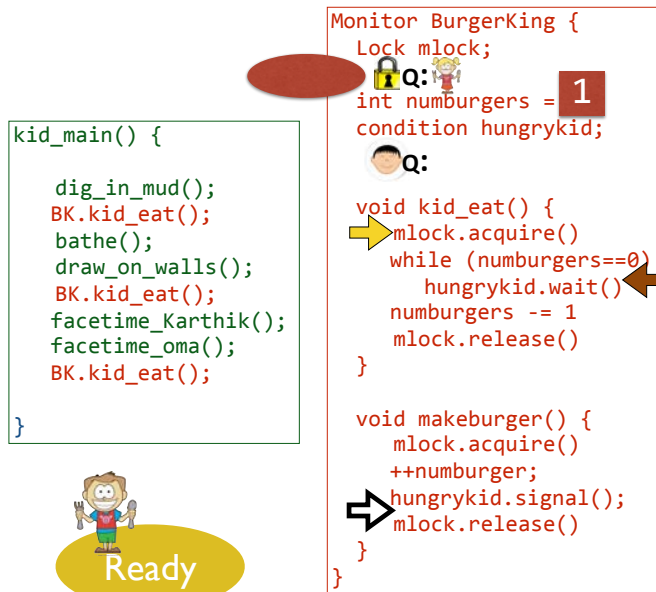 kid_main() {
dig_in_mud();
BK.kid_eat();
bathe();
draw_on_walls();
BK.kid_eat();
facetime_Karthik();
facetime_oma();
BK.kid_eat();
}
Ready
Monitor BurgerKing {
Lock mlock;
Q:
int numburgers = 1
condition hungrykid;
Q:
void kid_eat() {
mlock.acquire()
while (numburgers==0)
hungrykid.wait()
numburgers -= 1
mlock.release()
}
void makeburger() {
mlock.acquire()
++numburger;
hungrykid.signal();
mlock.release()
}
}